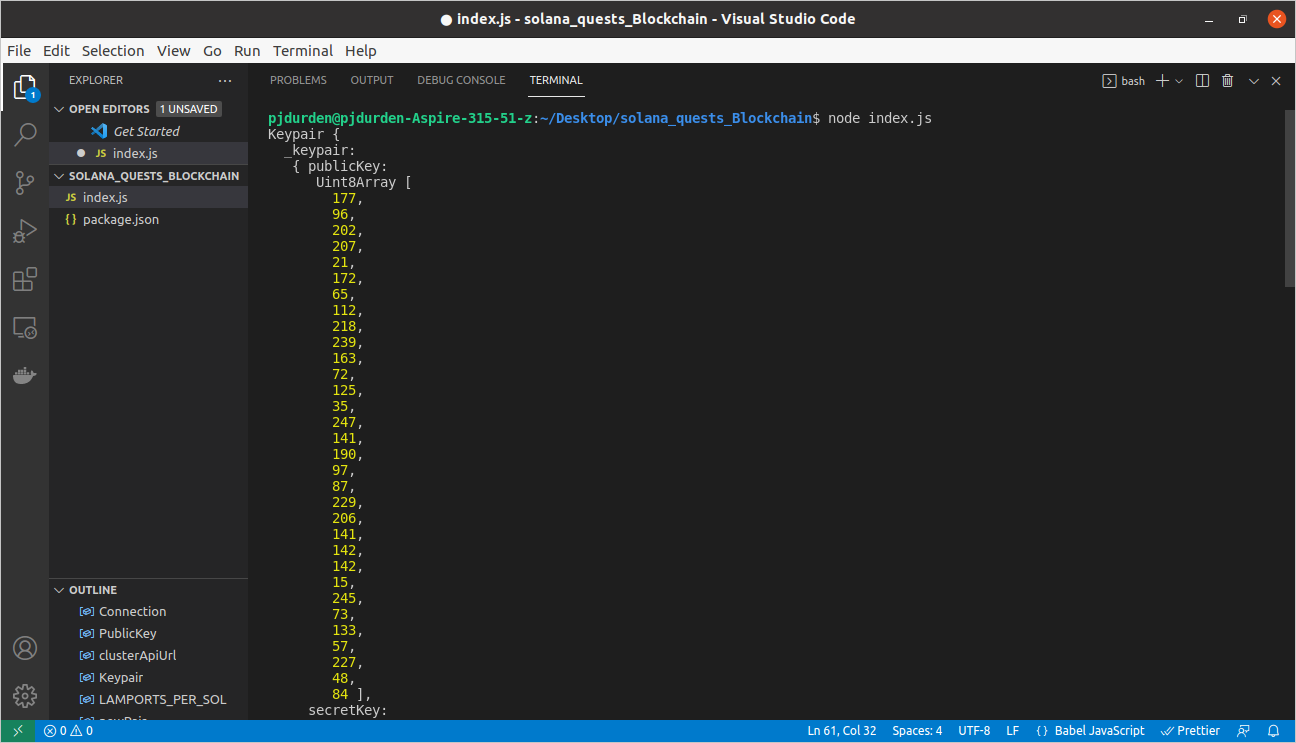 ● index.js - solana_quests_Blockchain - Visual Studio Code
File Edit Selection View Go Run Terminal Help
EXPLORER
OPEN EDITORS 1 UNSAVED
Get Started
JS index.js
SOLANA_QUESTS_BLOCKCHAIN
JS index.js
{} package.json
OUTLINE
Connection
PublicKey
clusterApiUrl
Keypair
LAMPORTS_PER_SOL
1
PROBLEMS OUTPUT DEBUG CONSOLE TERMINAL
bash
pjdurden@pjdurden-Aspire-315-51-z:~/Desktop/solana_quests_Blockchain$ node index.js
Keypair {
_keypair:
{ publicKey:
Uint8Array [
177,
96,
202,
207,
21,
172,
65,
112,
218,
239,
163,
72,
125,
35,
247,
141,
190,
97,
87,
229,
206,
141,
142,
142,
15,
245,
73,
133,
57,
227,
48,
84 ],
secretKey:
0 0 Ln 61, Col 32 Spaces: 4 UTF-8 LF {} Babel JavaScript Prettier